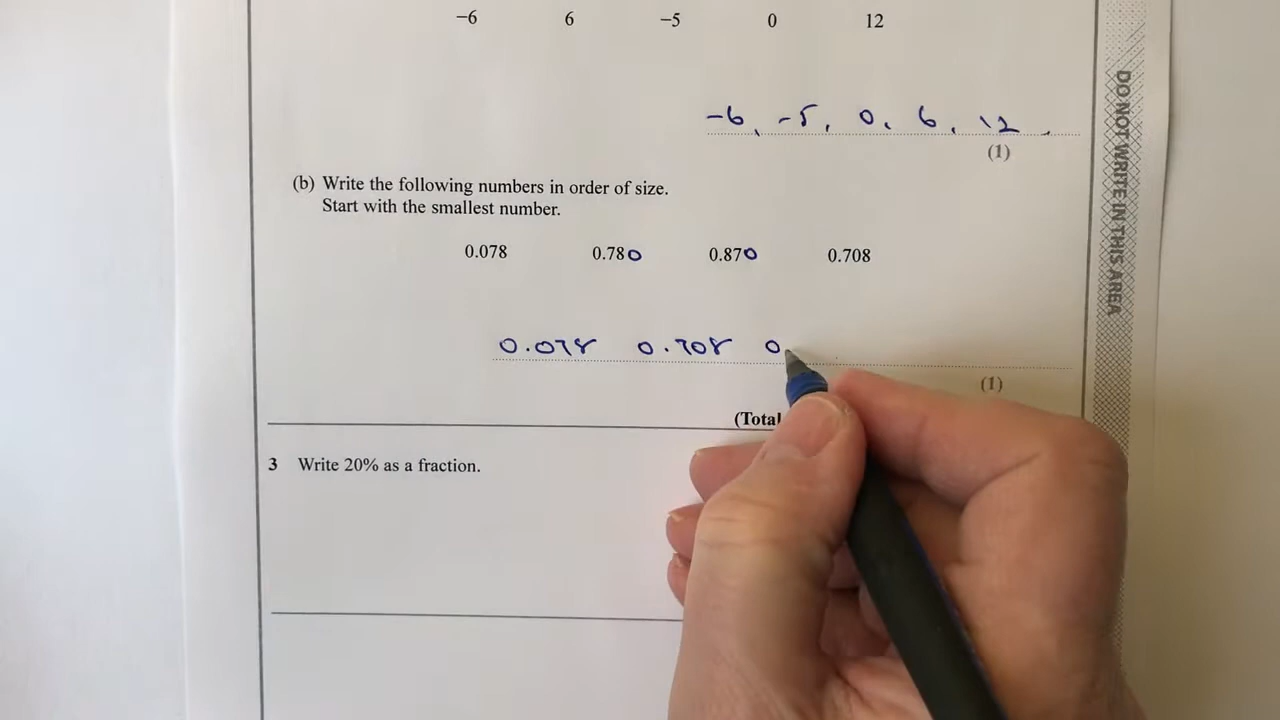 −6 6 −5 0 12
-6, -5, 0, 6, 12.
(1)
(b) Write the following numbers in order of size.
Start with the smallest number.
0.078 0.780 0.870 0.708
0.078 0.708 0.
(1)
(Total
3 Write 20% as a fraction.
DO NOT WRITE IN THIS AREA